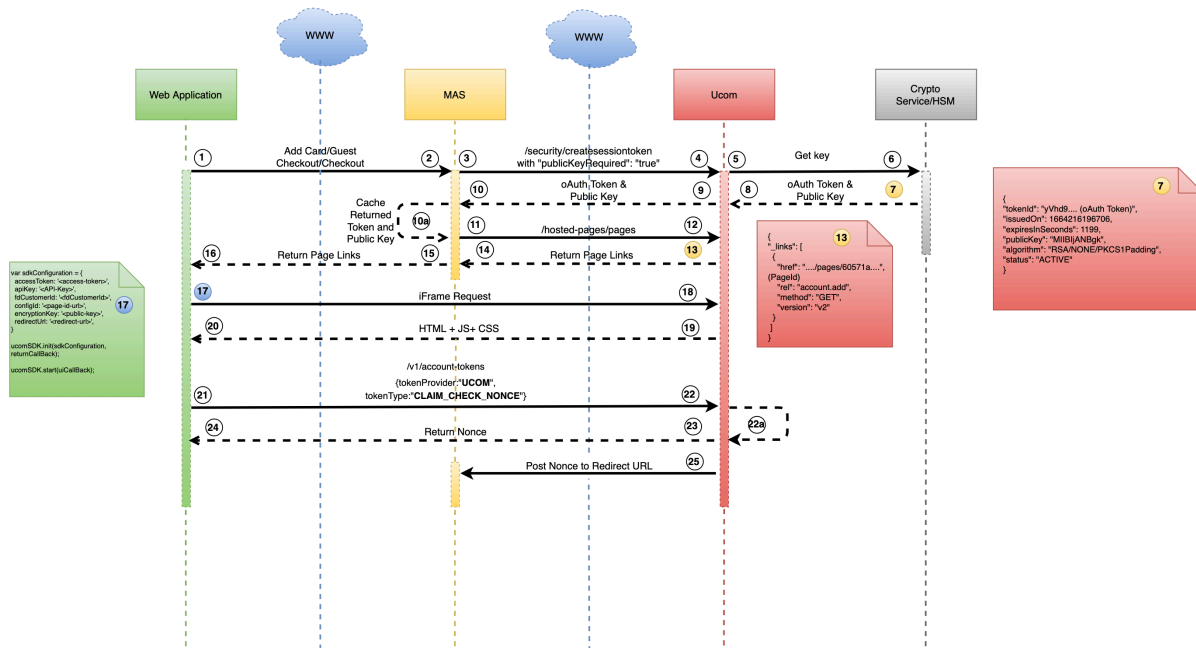 WWW
WWW
Web Application
MAS
Ucom
Crypto
Service/HSM
1
Add Card/Guest
Checkout/Checkout
2
3
/security/createsessiontoken
with "publicKeyRequired": "true"
4
5
Get key
6
10
oAuth Token &
Public Key
9
8
oAuth Token &
Public Key
7
Cache
Returned
Token and
Public Key
10a
11
/hosted-pages/pages
12
16
Return Page Links
15
14
Return Page Links
13
17
iFrame Request
18
20
HTML + JS+ CSS
19
/v1/account-tokens
{tokenProvider:"UCOM",
tokenType:"CLAIM_CHECK_NONCE"}
21
22
22a
24
Return Nonce
23
Post Nonce to Redirect URL
25
var sdkConfiguration = {
accessToken: '<access-token>',
apiKey: '<API-Key>',
fdCustomerId: '<fdCustomerId>',
configId: '<page-id-url>',
encryptionKey: '<public-key>',
redirectUrl: '<redirect-url>',
}
17
ucomSDK.init(sdkConfiguration,
returnCallBack);
ucomSDK.start(uiCallBack);
13
{
"_links": [
{
"href": "..../pages/60571a....",
(PageId)
"rel": "account.add",
"method": "GET",
"version": "v2"
}
]
}
7
{
"tokenId": "yVhd9.... (oAuth Token)",
"issuedOn": 1664216196706,
"expiresInSeconds": 1199,
"publicKey": "MIIBIjANBgk",
"algorithm": "RSA/NONE/PKCS1Padding",
"status": "ACTIVE"
}